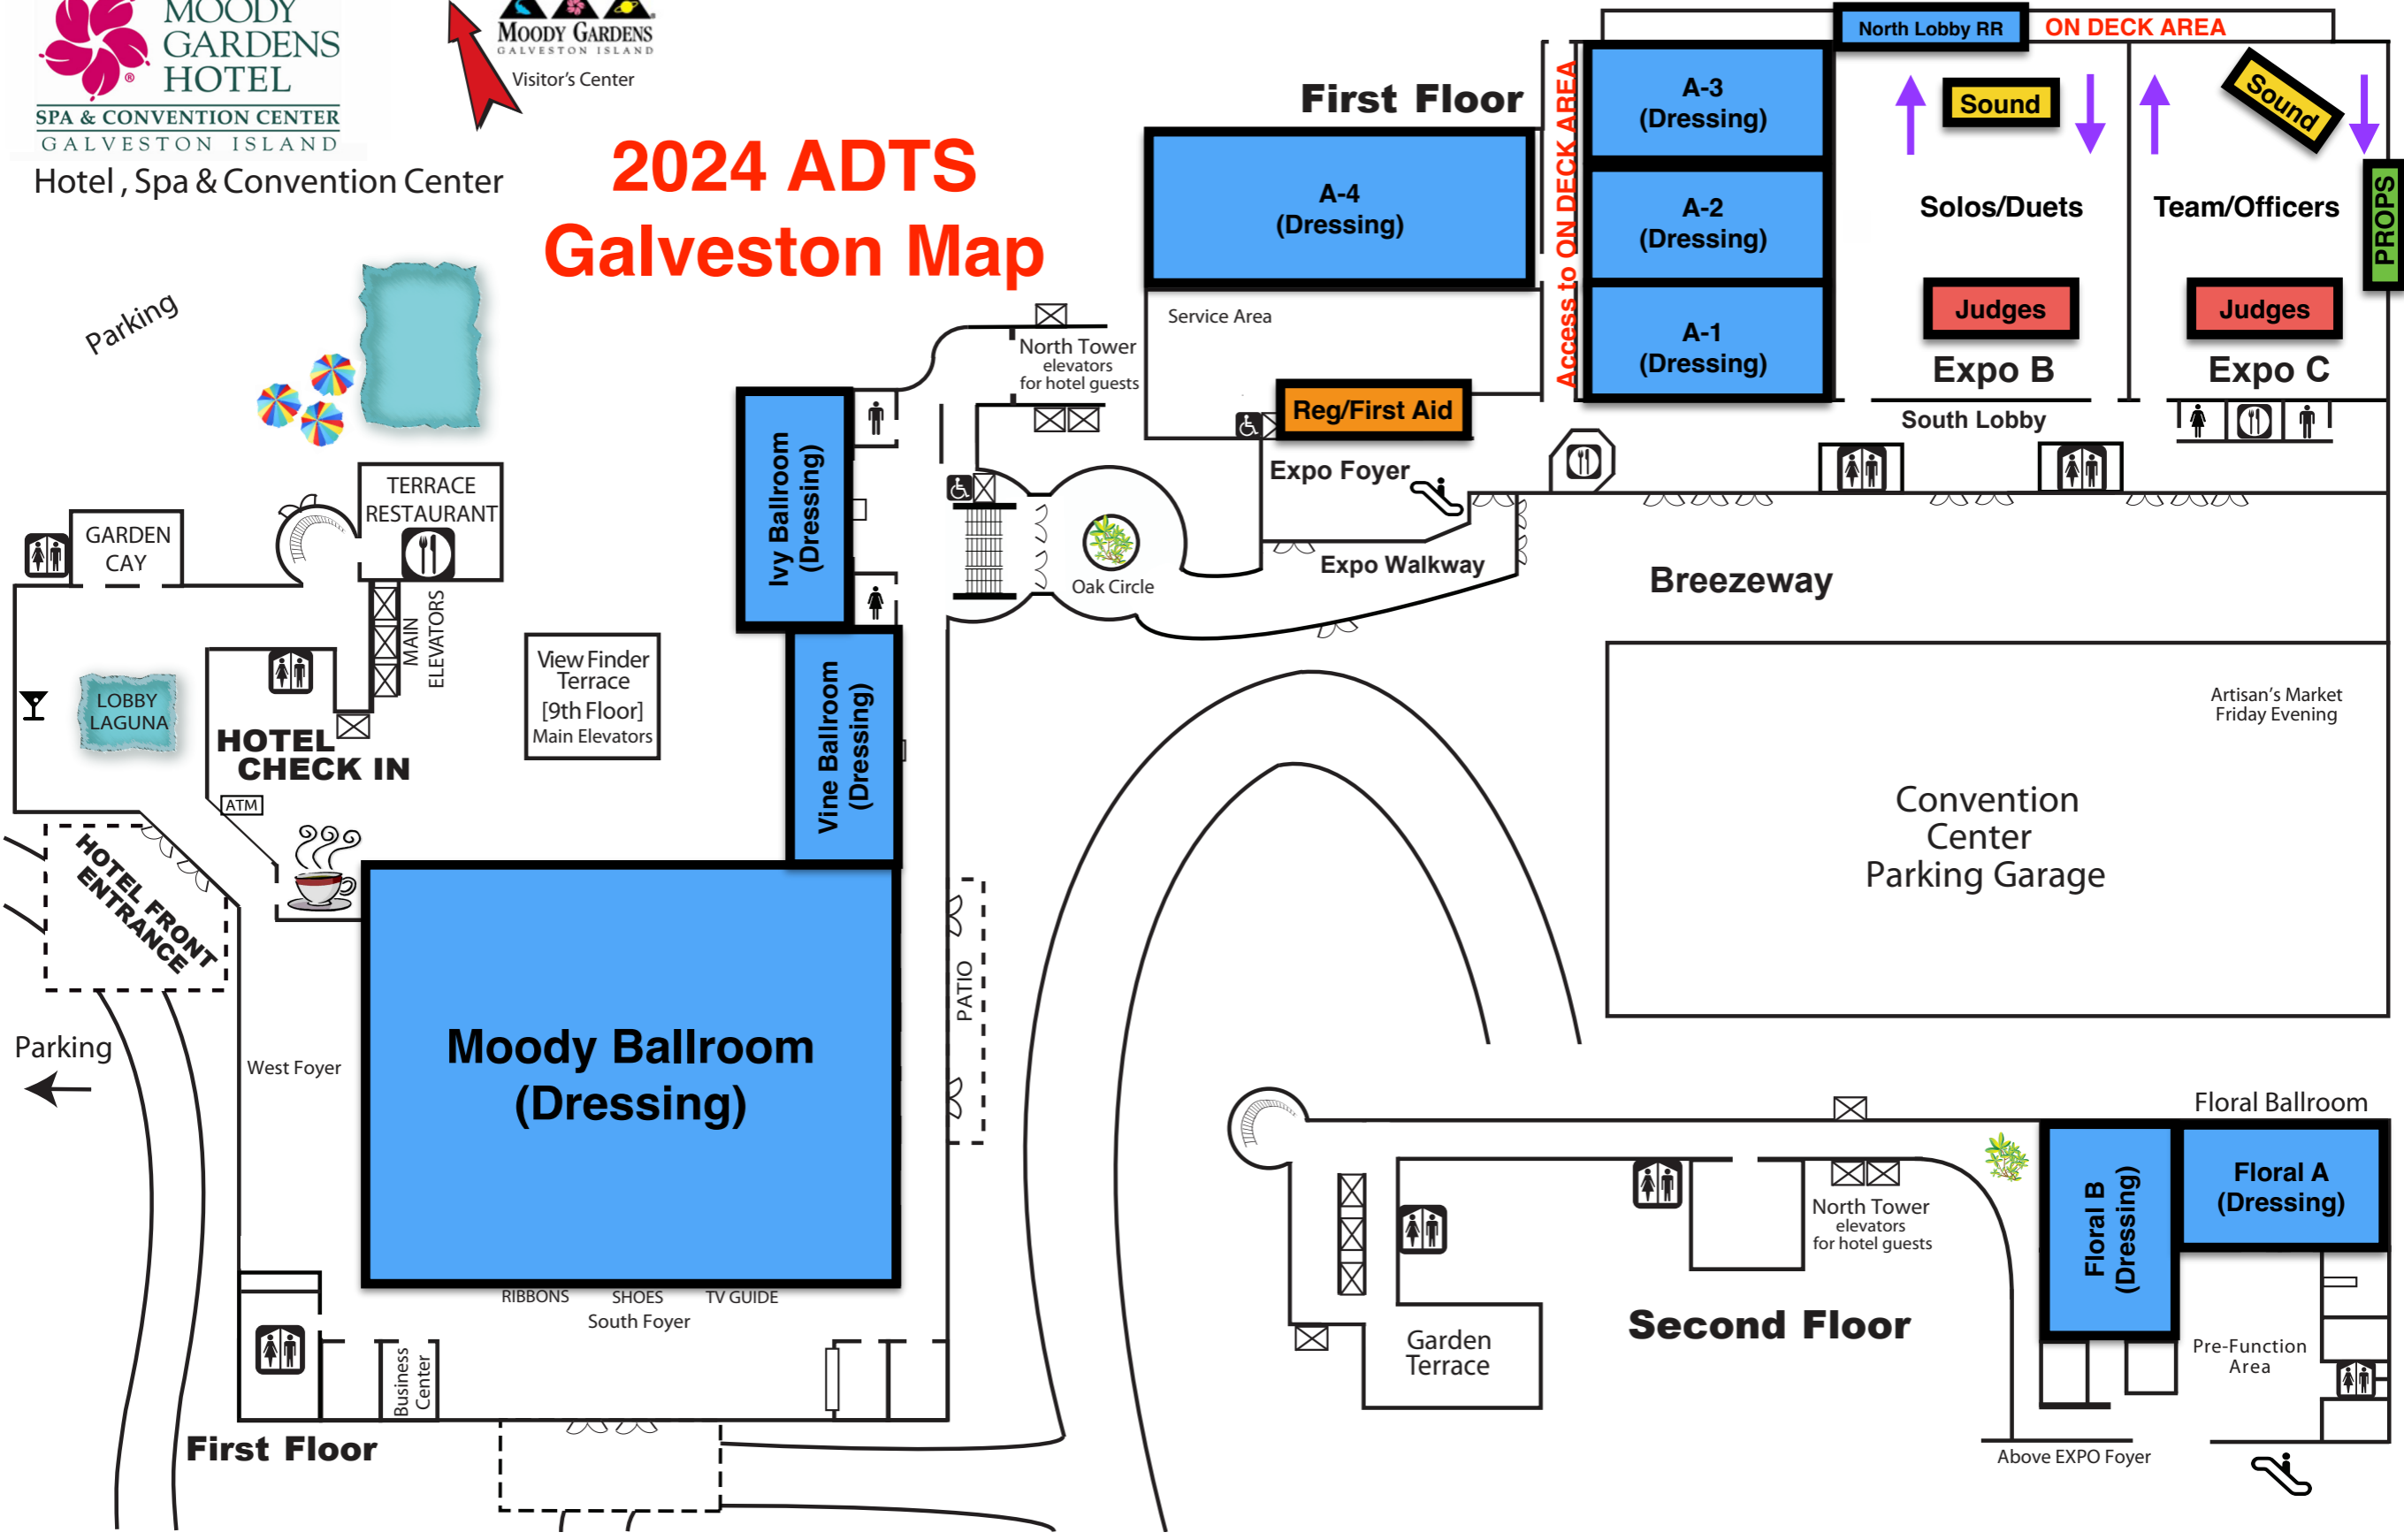 MOODY
GARDENS
HOTEL
®
SPA & CONVENTION CENTER
GALVESTON ISLAND
Hotel , Spa & Convention Center
MOODY GARDENS
GALVESTON ISLAND
Visitor's Center
2024 ADTS
Galveston Map
First Floor
North Lobby RR
ON DECK AREA
Access to ON DECK AREA
A-3
(Dressing)
A-2
(Dressing)
A-1
(Dressing)
A-4
(Dressing)
Sound
Sound
Solos/Duets
Team/Officers
PROPS
Judges
Judges
Expo B
Expo C
South Lobby
Service Area
Reg/First Aid
Expo Foyer
Expo Walkway
Breezeway
North Tower
elevators
for hotel guests
Oak Circle
Parking
TERRACE
RESTAURANT
GARDEN
CAY
MAIN
ELEVATORS
LOBBY
LAGUNA
HOTEL
CHECK IN
ATM
View Finder
Terrace
[9th Floor]
Main Elevators
Ivy Ballroom
(Dressing)
Vine Ballroom
(Dressing)
HOTEL FRONT
ENTRANCE
Parking
West Foyer
Moody Ballroom
(Dressing)
PATIO
RIBBONS
SHOES
TV GUIDE
South Foyer
Business
Center
First Floor
Artisan's Market
Friday Evening
Convention
Center
Parking Garage
Floral Ballroom
Floral A
(Dressing)
Floral B
(Dressing)
North Tower
elevators
for hotel guests
Second Floor
Garden
Terrace
Pre-Function
Area
Above EXPO Foyer